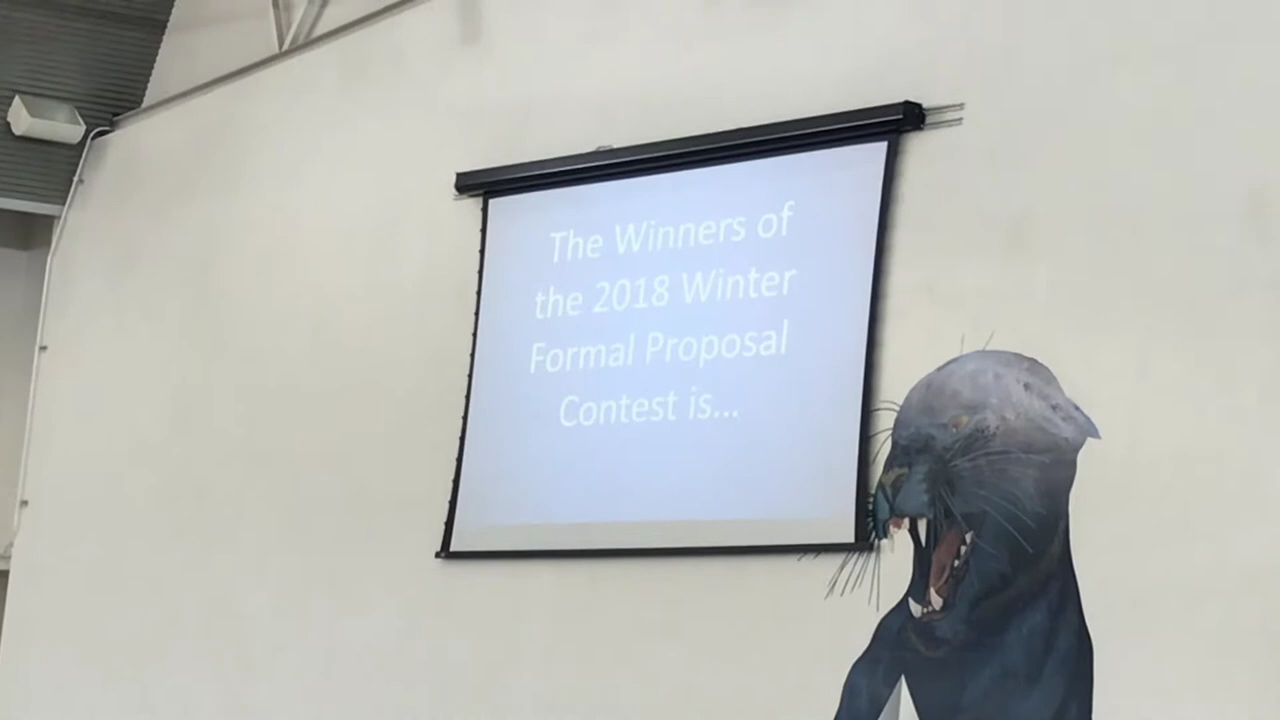 The Winners of
the 2018 Winter
Formal Proposal
Contest is...